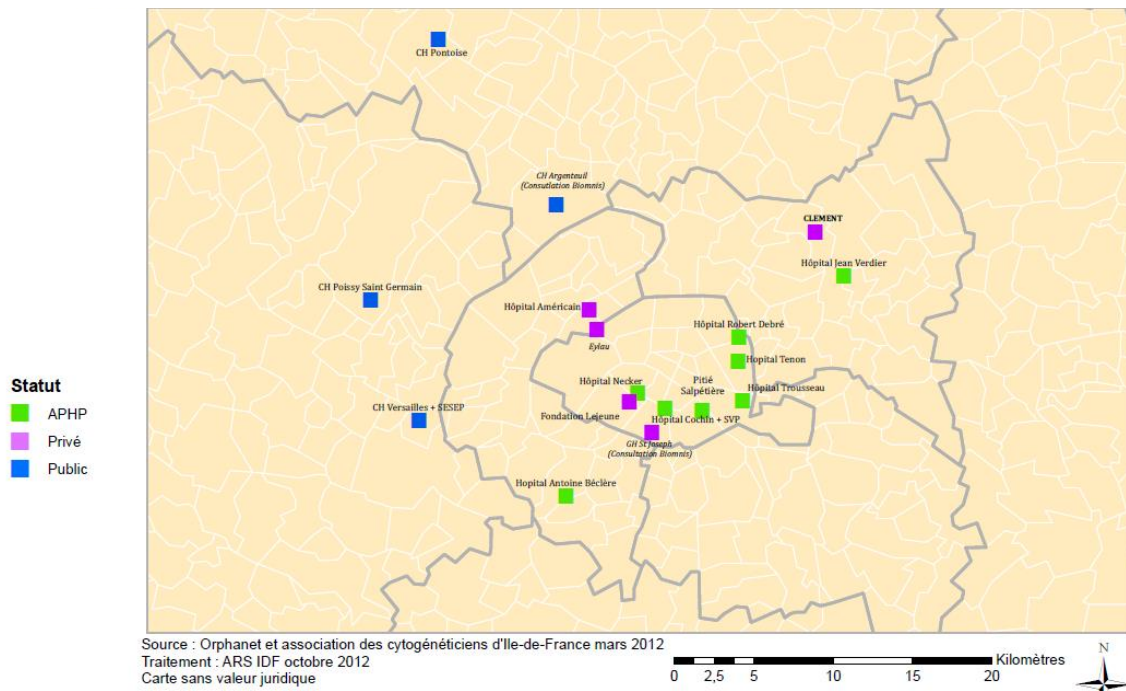 CH Pontoise
CH Argenteuil
(Consutlation Biomnis)
CLEMENT
Hôpital Jean Verdier
CH Poissy Saint Germain
Hôpital Américain
Eylau
Hôpital Robert Debré
Hopital Tenon
Hôpital Necker
Pitié
Salpétière
Hôpital Trousseau
Fondation Lejeune
Hôpital Cochin + SVP
CH Versailles + SESEP
GH St Joseph
(Consultation Biomnis)
Hopital Antoine Béclère
Statut
APHP
Privé
Public
Source : Orphanet et association des cytogénéticiens d'Ile-de-France mars 2012
Traitement : ARS IDF octobre 2012
Carte sans valeur juridique
Kilomètres
0 2,5 5 10 15 20
N